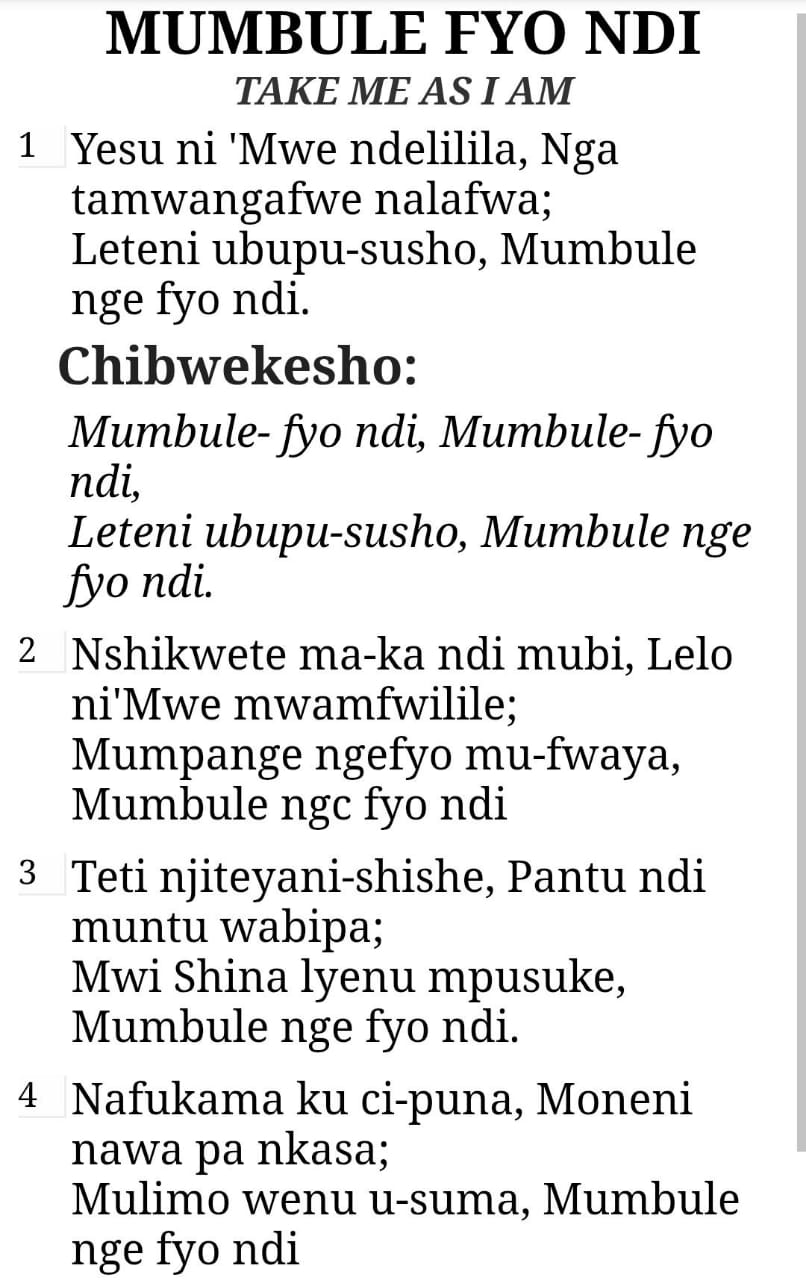 MUMBULE FYO NDI
TAKE ME AS I AM
1 Yesu ni 'Mwe ndelilila, Nga
tamwangafwe nalafwa;
Leteni ubupu-susho, Mumbule
nge fyo ndi.
Chibwekesho:
Mumbule- fyo ndi, Mumbule- fyo
ndi,
Leteni ubupu-susho, Mumbule nge
fyo ndi.
2 Nshikwete ma-ka ndi mubi, Lelo
ni'Mwe mwamfwilile;
Mumpange ngefyo mu-fwaya,
Mumbule ngc fyo ndi
3 Teti njiteyani-shishe, Pantu ndi
muntu wabipa;
Mwi Shina lyenu mpusuke,
Mumbule nge fyo ndi.
4 Nafukama ku ci-puna, Moneni
nawa pa nkasa;
Mulimo wenu u-suma, Mumbule
nge fyo ndi